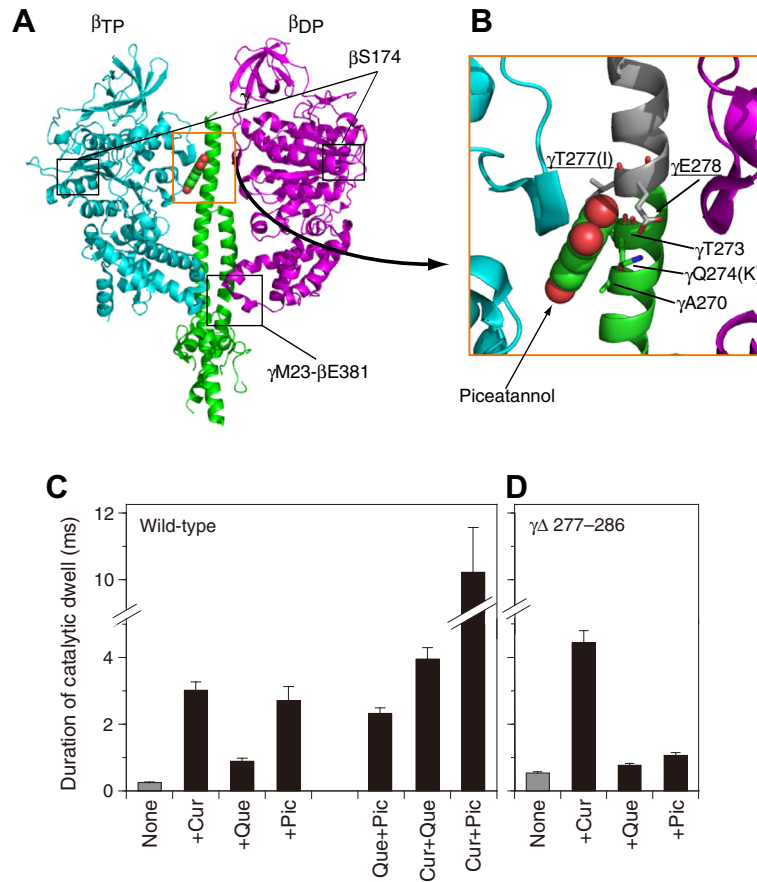 A
βTP
βDP
βS174
γ
γM23-βE381
B
γT277(I)
γE278
γT273
γQ274(K)
γA270
Piceatannol
C
D
Duration of catalytic dwell (ms)
12
10
4
2
0
Wild-type
γΔ 277–286
None
+Cur
+Que
+Pic
Que+Pic
Cur+Que
Cur+Pic
None
+Cur
+Que
+Pic